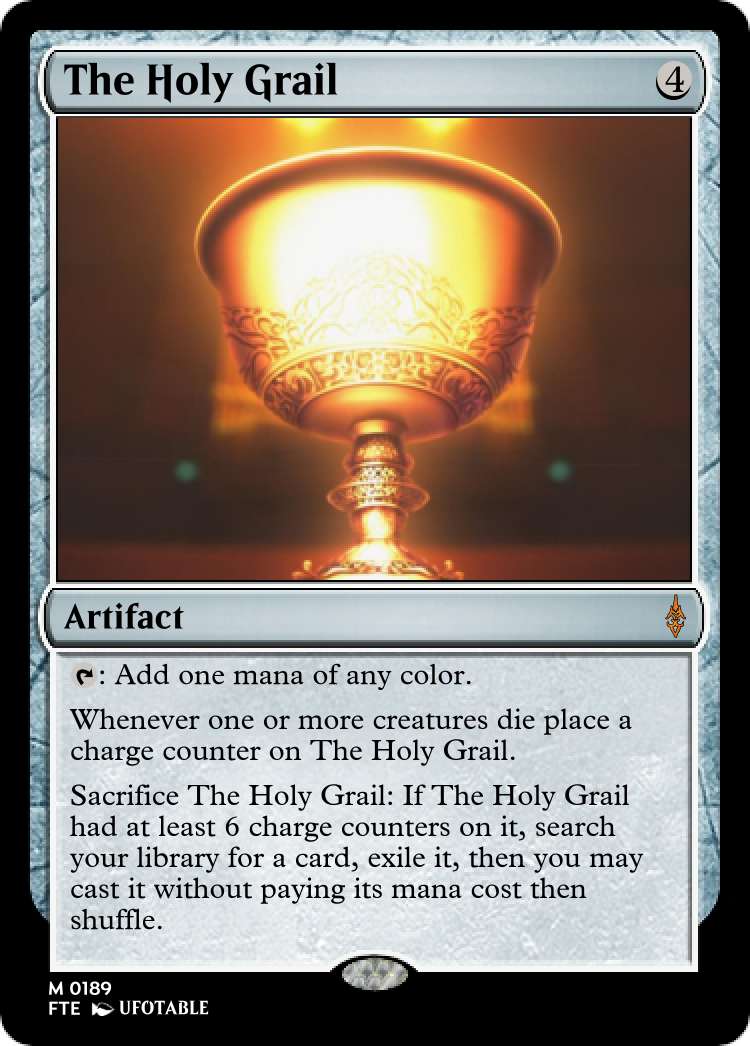 The Holy Grail 4
Artifact
: Add one mana of any color.
Whenever one or more creatures die place a
charge counter on The Holy Grail.
Sacrifice The Holy Grail: If The Holy Grail
had at least 6 charge counters on it, search
your library for a card, exile it, then you may
cast it without paying its mana cost then
shuffle.
M 0189
FTE UFOTABLE